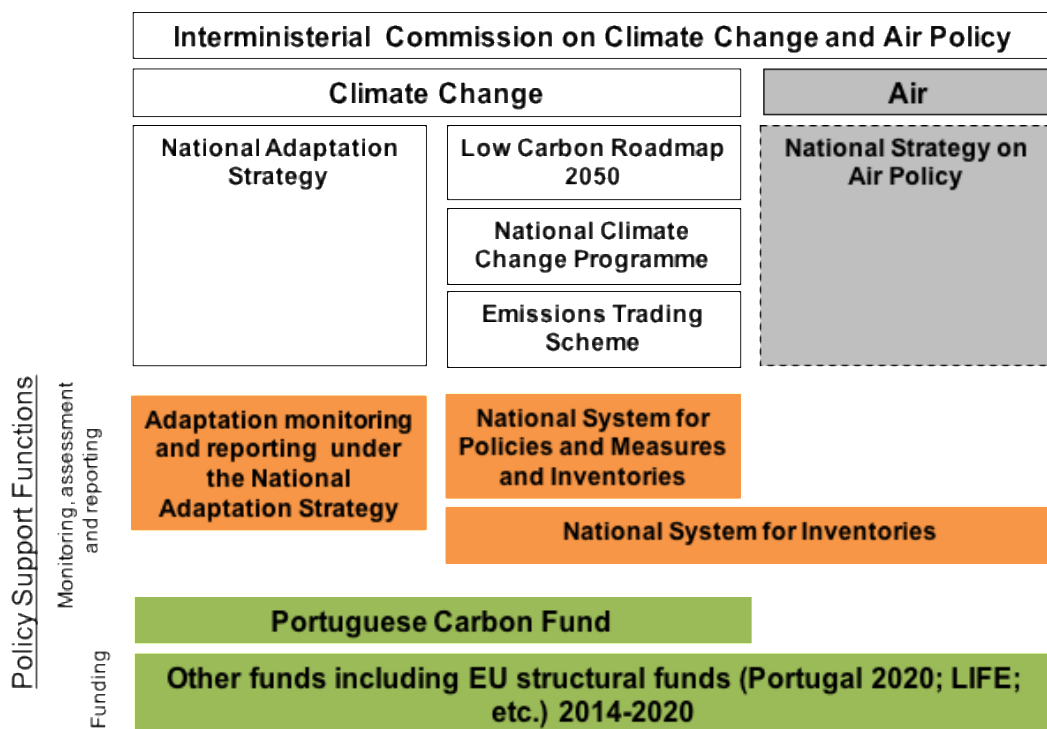 Interministerial Commission on Climate Change and Air Policy
Climate Change
Air
National Adaptation
Strategy
Low Carbon Roadmap
2050
National Climate
Change Programme
Emissions Trading
Scheme
National Strategy on
Air Policy
Policy Support Functions
Monitoring, assessment
and reporting
Adaptation monitoring
and reporting under
the National
Adaptation Strategy
National System for
Policies and Measures
and Inventories
National System for Inventories
Funding
Portuguese Carbon Fund
Other funds including EU structural funds (Portugal 2020; LIFE;
etc.) 2014-2020